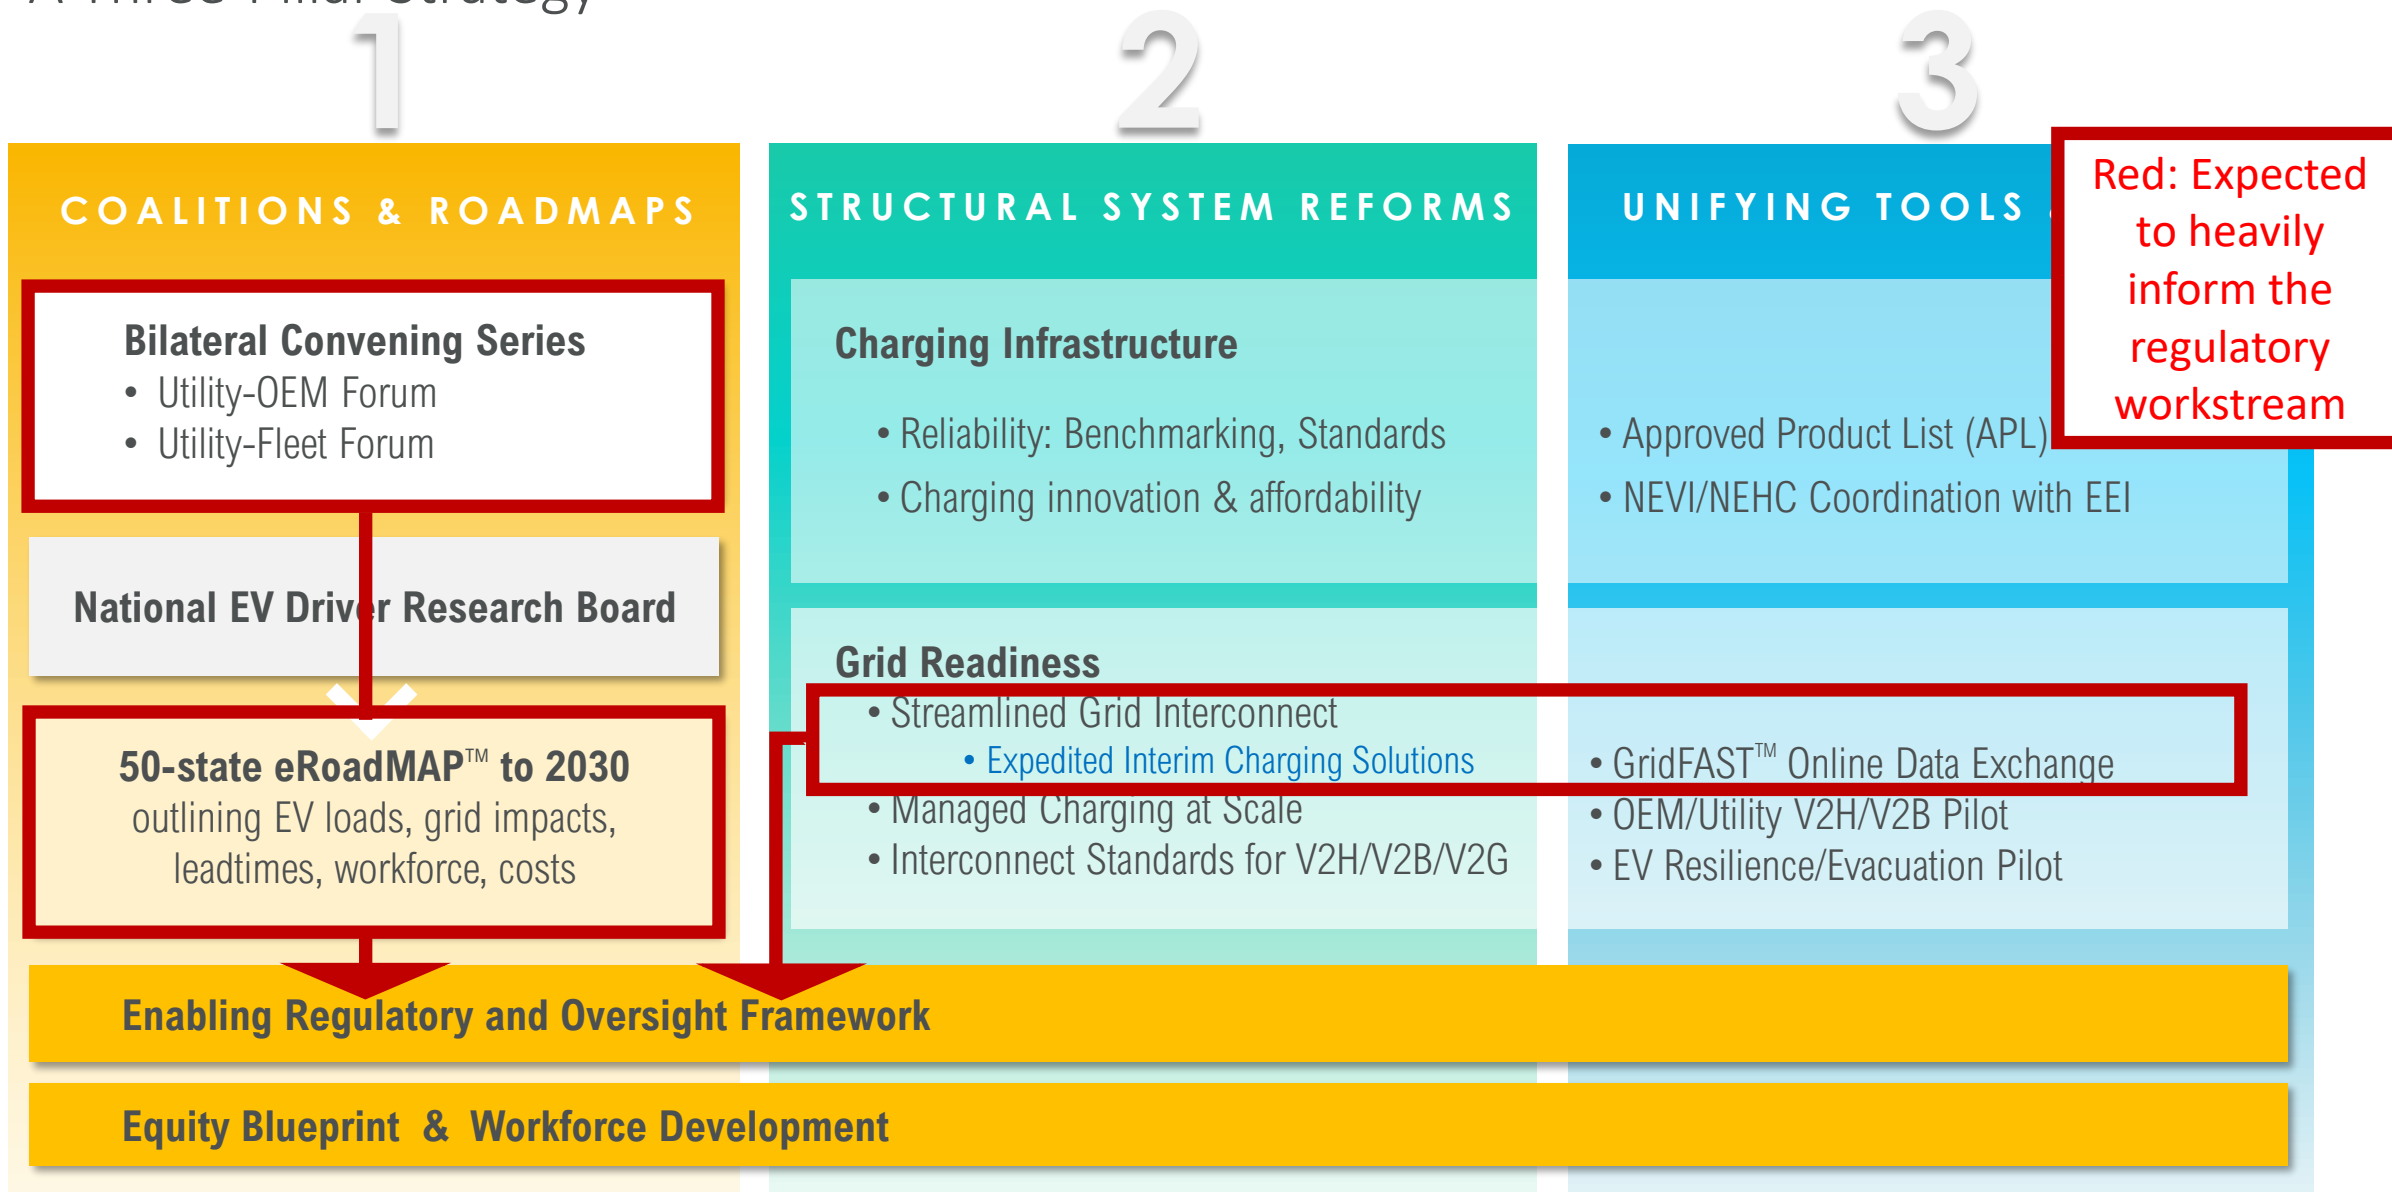 A Three Pillar Strategy
1
2
3
COALITIONS & ROADMAPS
Bilateral Convening Series
• Utility-OEM Forum
• Utility-Fleet Forum
National EV Driver Research Board
50-state eRoadMAP™ to 2030
outlining EV loads, grid impacts,
leadtimes, workforce, costs
STRUCTURAL SYSTEM REFORMS
Charging Infrastructure
• Reliability: Benchmarking, Standards
• Charging innovation & affordability
Grid Readiness
• Streamlined Grid Interconnect
• Expedited Interim Charging Solutions
• Managed Charging at Scale
• Interconnect Standards for V2H/V2B/V2G
UNIFYING TOOLS
• Approved Product List (APL)
• NEVI/NEHC Coordination with EEI
• GridFAST™ Online Data Exchange
• OEM/Utility V2H/V2B Pilot
• EV Resilience/Evacuation Pilot
Red: Expected
to heavily
inform the
regulatory
workstream
Enabling Regulatory and Oversight Framework
Equity Blueprint & Workforce Development